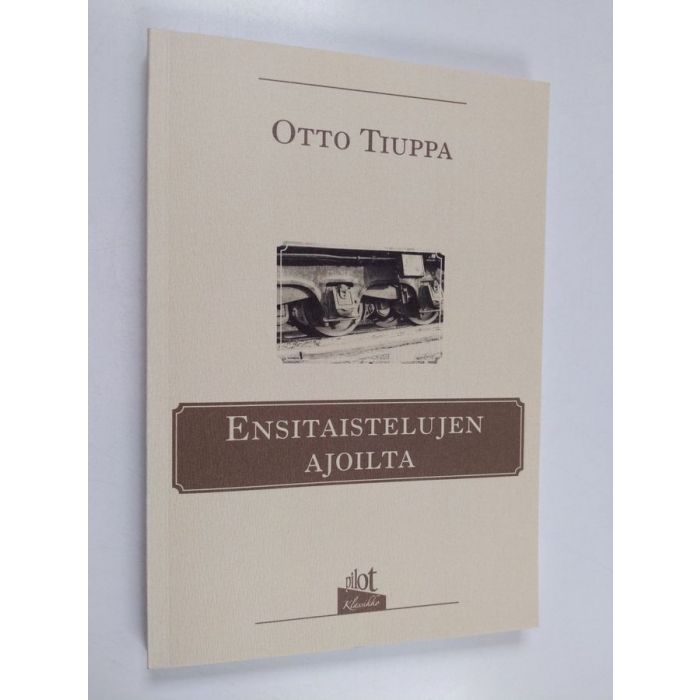 OTTO TIUPPA
ENSITAISTELUJEN
AJOILTA
pilot
Klassikko